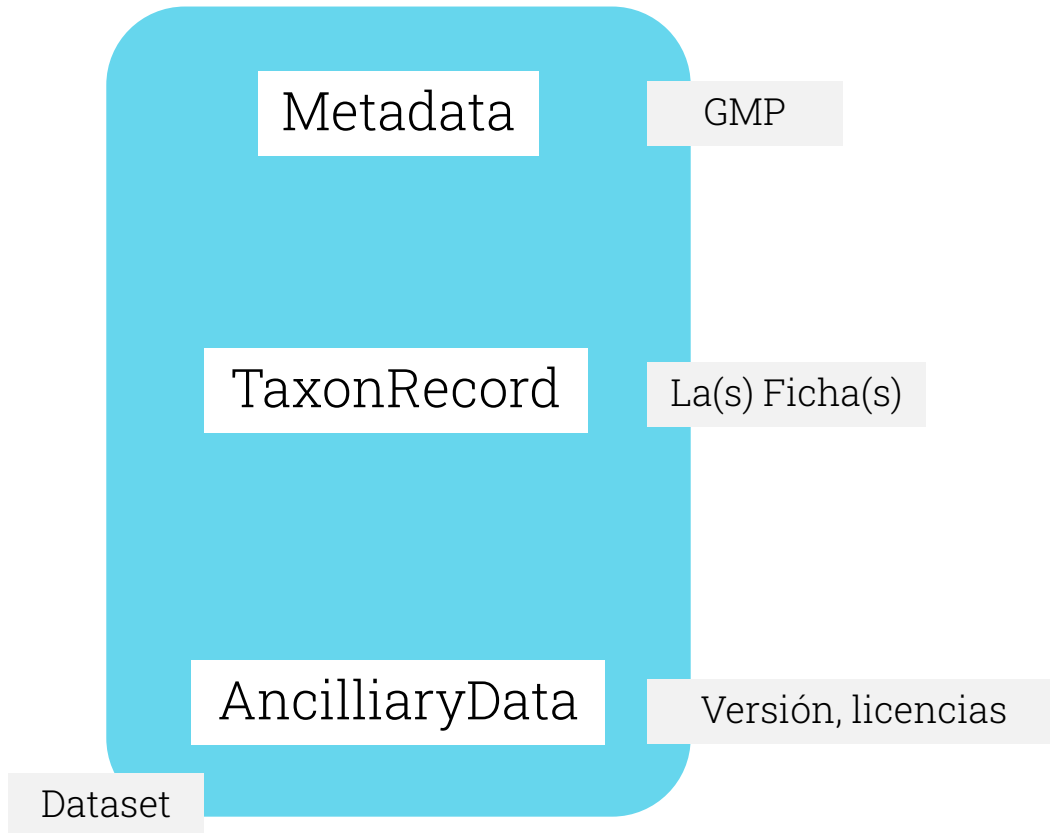 Metadata
GMP
TaxonRecord
La(s) Ficha(s)
AncilliaryData
Versión, licencias
Dataset